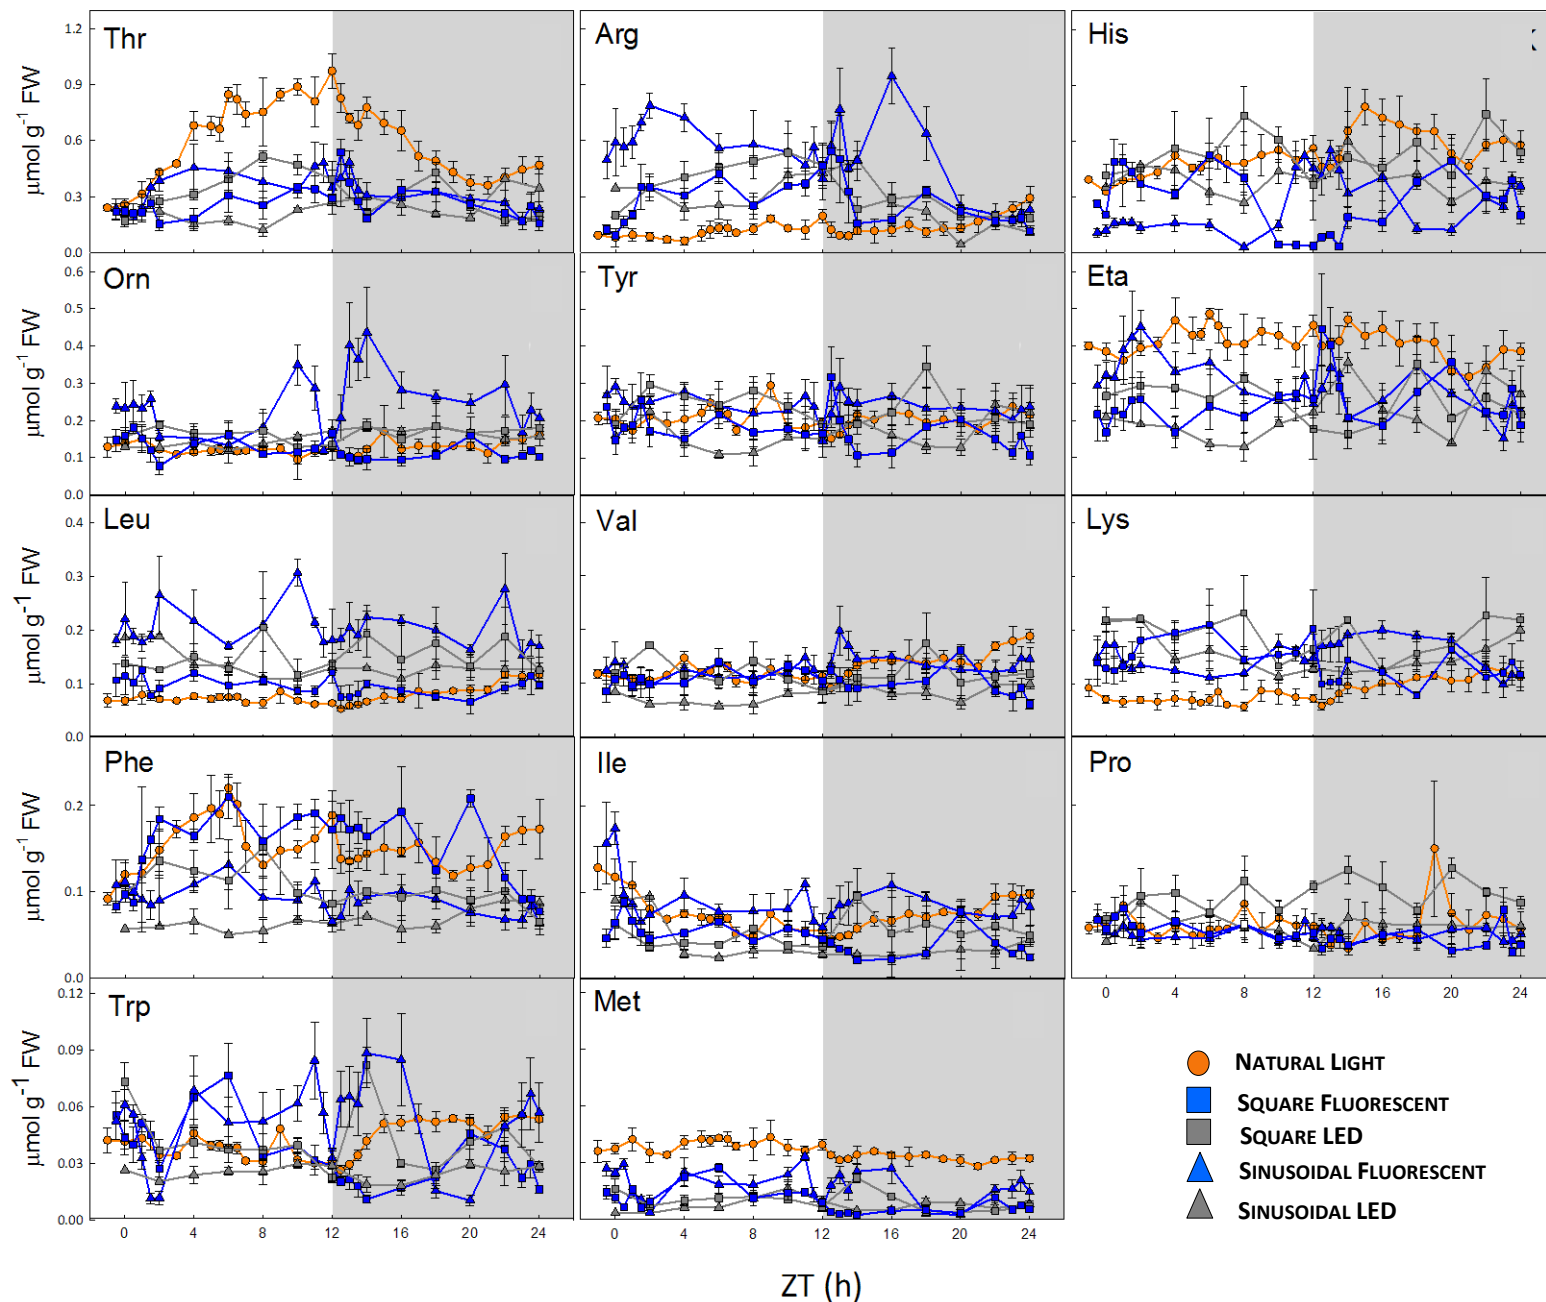 Thr
Arg
His
μmol g⁻¹ FW
1.2
0.9
0.6
0.3
0.0
Orn
Tyr
Eta
μmol g⁻¹ FW
0.6
0.5
0.4
0.3
0.2
0.1
0.0
Leu
Val
Lys
μmol g⁻¹ FW
0.4
0.3
0.2
0.1
0.0
Phe
Ile
Pro
μmol g⁻¹ FW
0.2
0.1
0.0
0 4 8 12 16 20 24
Trp
Met
μmol g⁻¹ FW
0.12
0.09
0.06
0.03
0.00
0 4 8 12 16 20 24
0 4 8 12 16 20 24
NATURAL LIGHT
SQUARE FLUORESCENT
SQUARE LED
SINUSOIDAL FLUORESCENT
SINUSOIDAL LED
ZT (h)